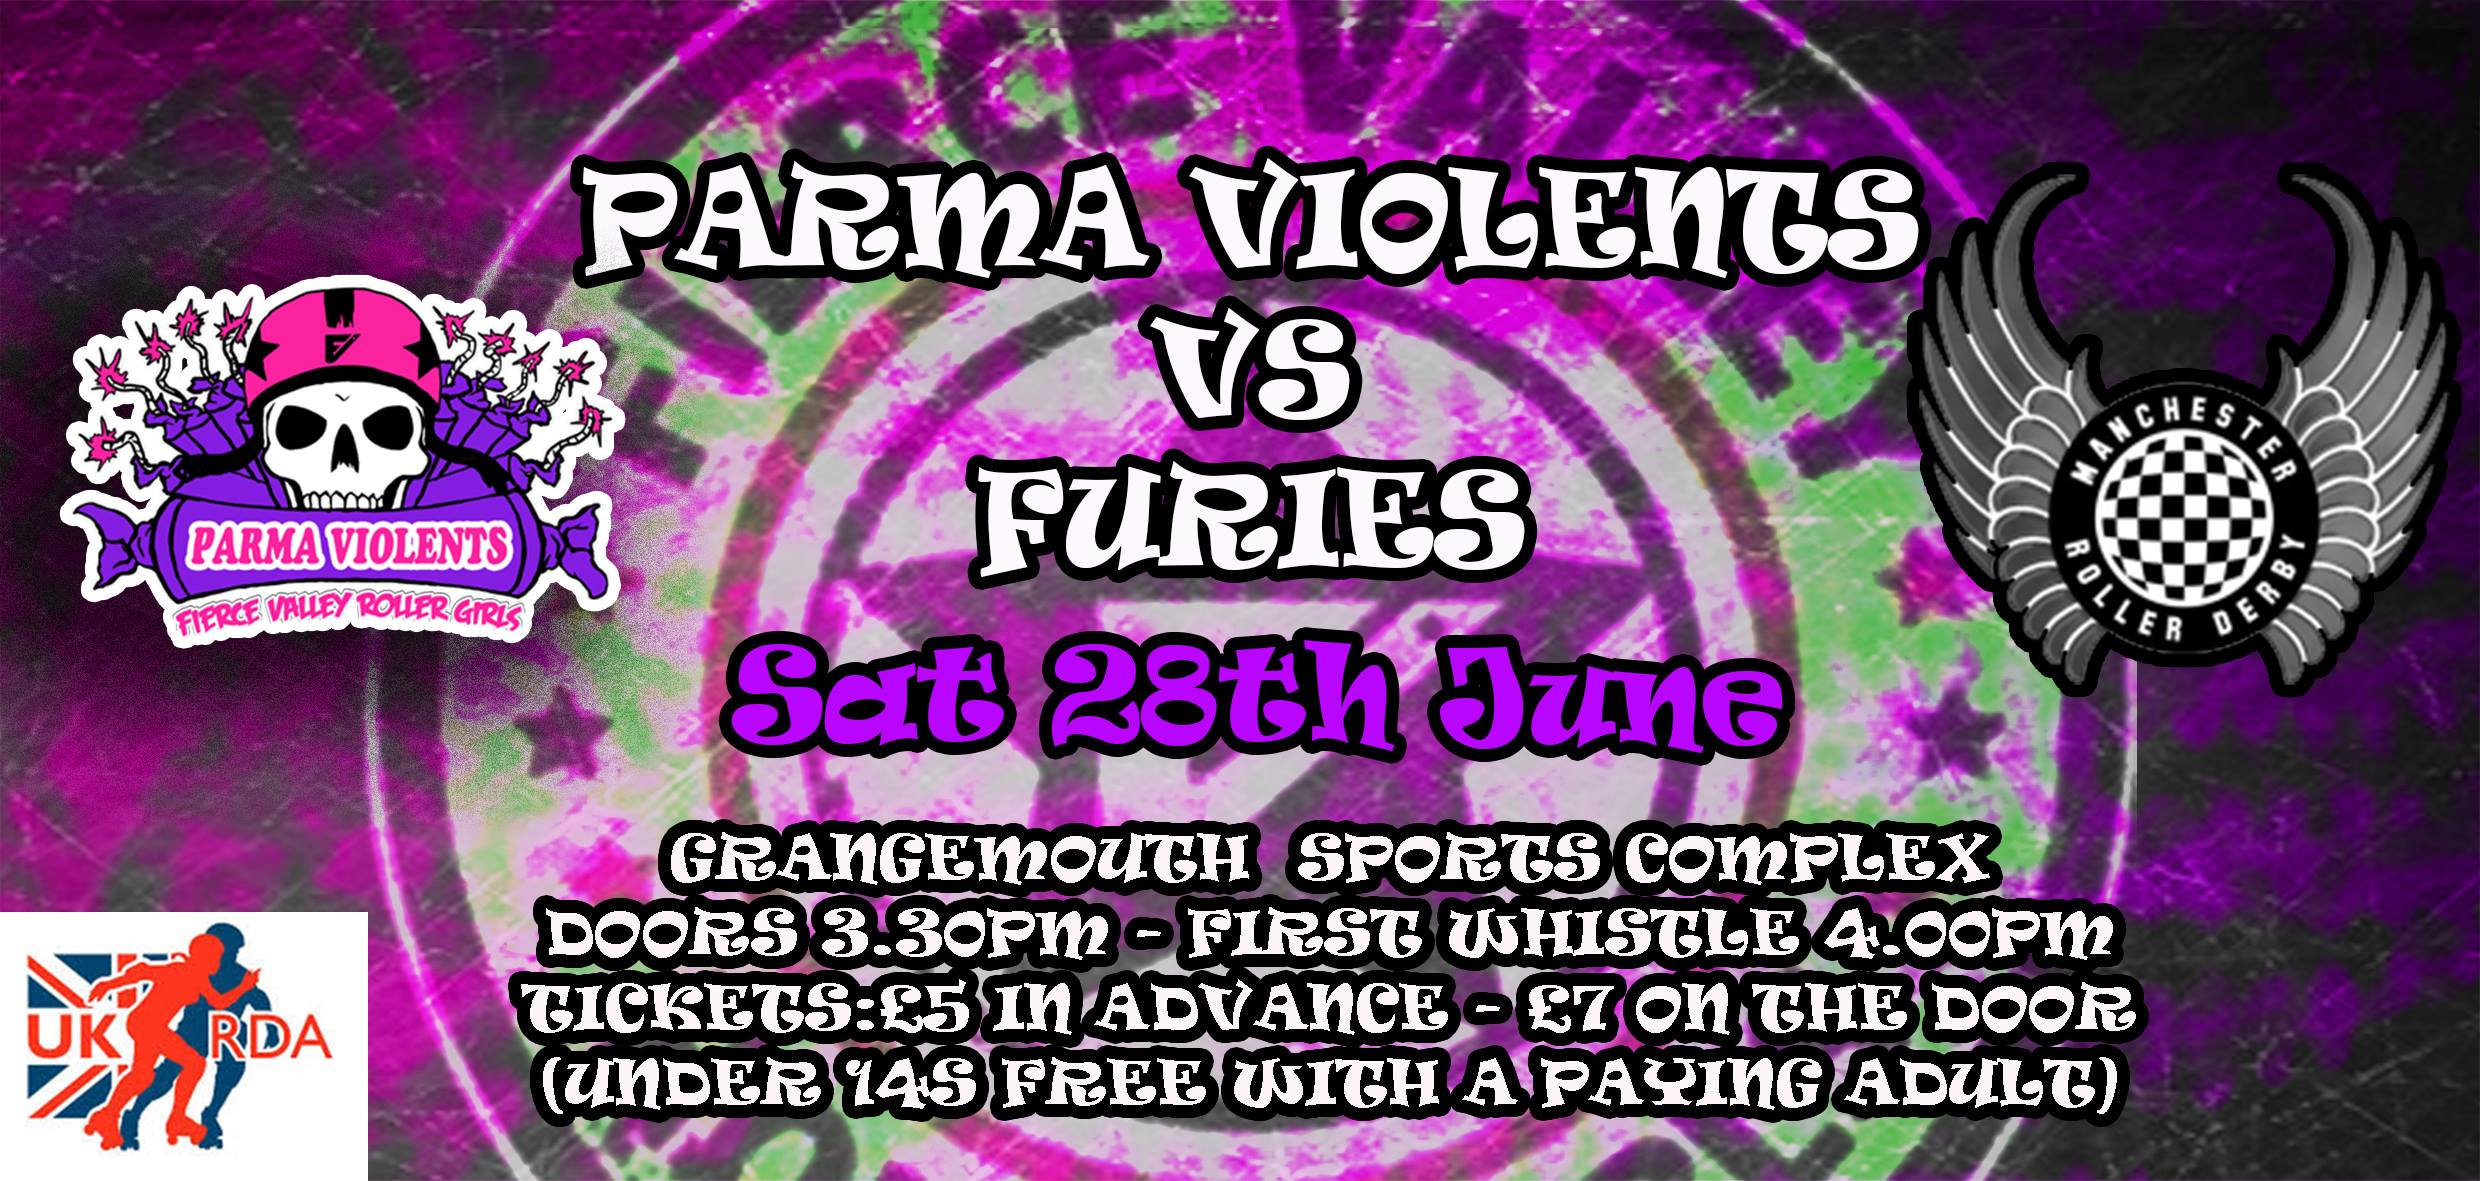 PARMA VIOLENTS
VS
FURIES
Sat 28th June
GRANGEMOUTH SPORTS COMPLEX
DOORS 3.30PM - FIRST WHISTLE 4.00PM
TICKETS:£5 IN ADVANCE - £7 ON THE DOOR
(UNDER 14S FREE WITH A PAYING ADULT)
PARMA VIOLENTS
FIERCE VALLEY ROLLER GIRLS
MANCHESTER
ROLLER DERBY
UK RDA